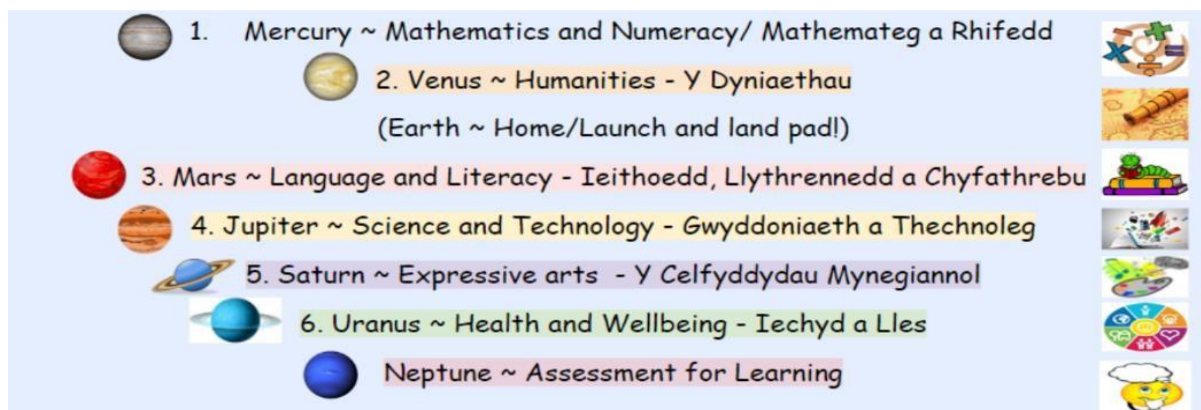 1. Mercury ~ Mathematics and Numeracy/ Mathemateg a Rhifedd
2. Venus ~ Humanities - Y Dyniaethau
(Earth ~ Home/Launch and land pad!)
3. Mars ~ Language and Literacy - Ieithoedd, Llythrennedd a Chyfathrebu
4. Jupiter ~ Science and Technology - Gwyddoniaeth a Thechnoleg
5. Saturn ~ Expressive arts - Y Celfyddydau Mynegiannol
6. Uranus ~ Health and Wellbeing - Iechyd a Lles
Neptune ~ Assessment for Learning